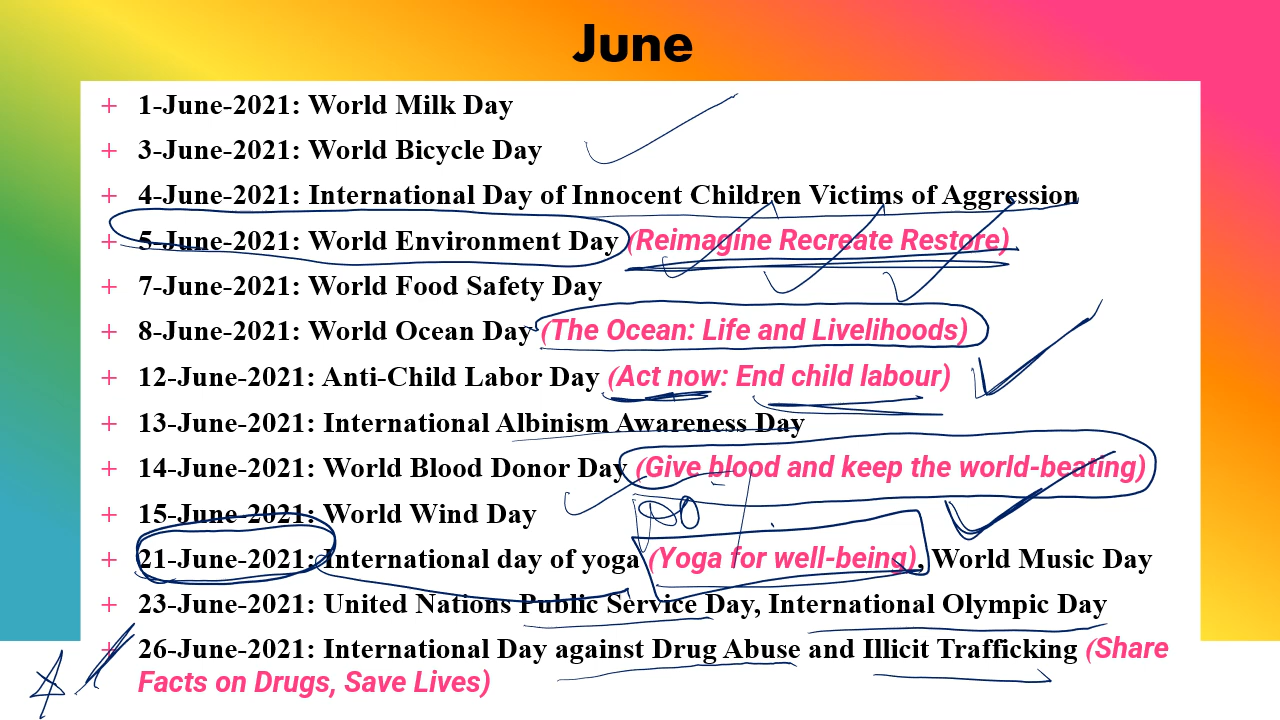 June
+ 1-June-2021: World Milk Day
+ 3-June-2021: World Bicycle Day
+ 4-June-2021: International Day of Innocent Children Victims of Aggression
+ 5-June-2021: World Environment Day (Reimagine Recreate Restore)
+ 7-June-2021: World Food Safety Day
+ 8-June-2021: World Ocean Day (The Ocean: Life and Livelihoods)
+ 12-June-2021: Anti-Child Labor Day (Act now: End child labour)
+ 13-June-2021: International Albinism Awareness Day
+ 14-June-2021: World Blood Donor Day (Give blood and keep the world-beating)
+ 15-June-2021: World Wind Day
+ 21-June-2021: International day of yoga (Yoga for well-being), World Music Day
+ 23-June-2021: United Nations Public Service Day, International Olympic Day
+ 26-June-2021: International Day against Drug Abuse and Illicit Trafficking (Share
Facts on Drugs, Save Lives)